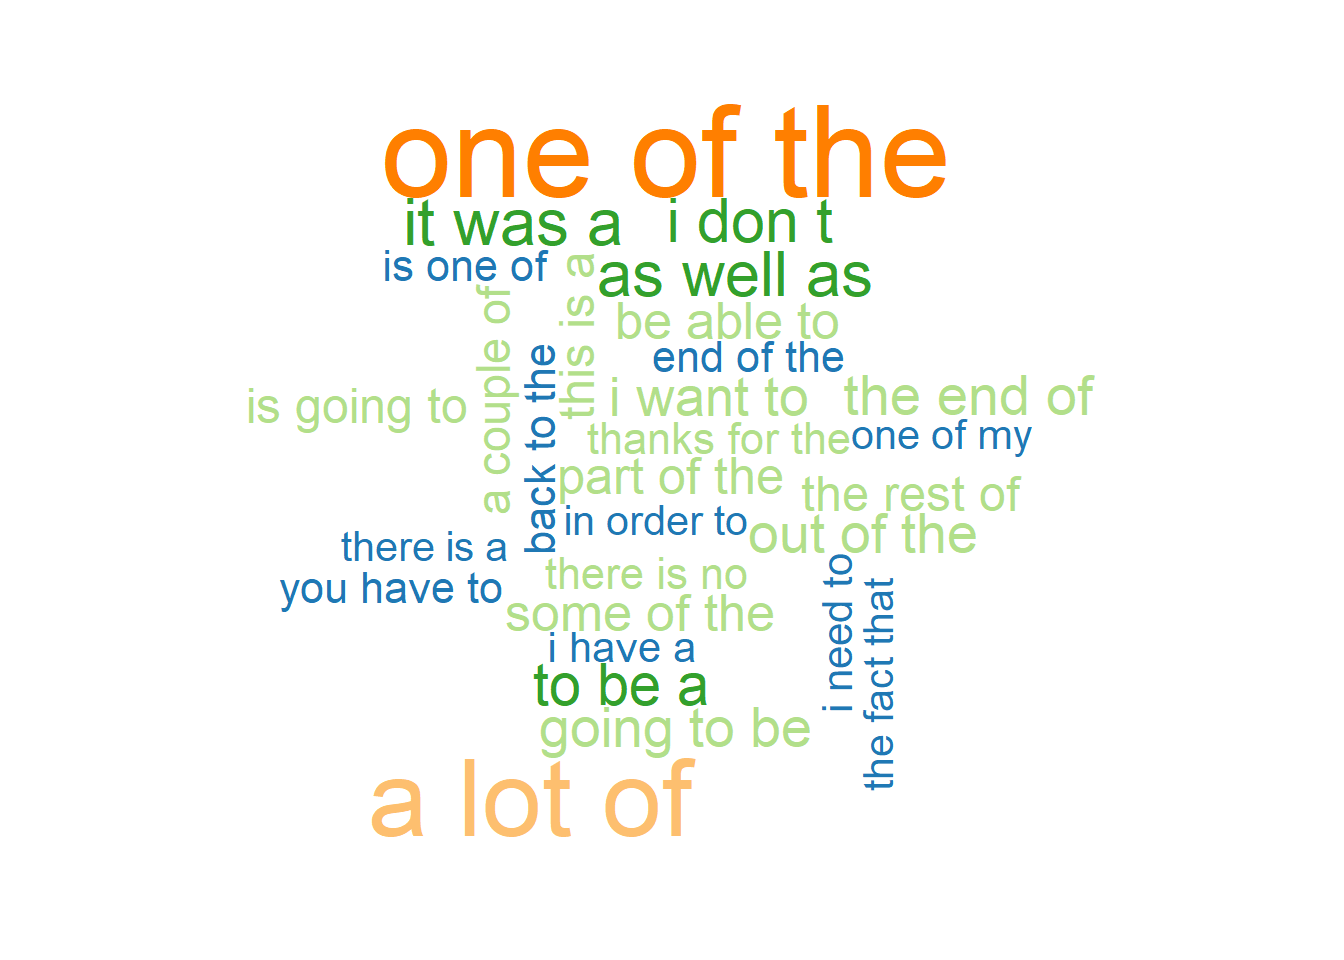 one of the
it was a
i don t
is one of
as well as
this is a
a couple of
be able to
back to the
end of the
is going to
i want to
the end of
thanks for the
one of my
part of the
the rest of
in order to
out of the
there is a
you have to
there is no
some of the
i need to
the fact that
i have a
to be a
going to be
a lot of